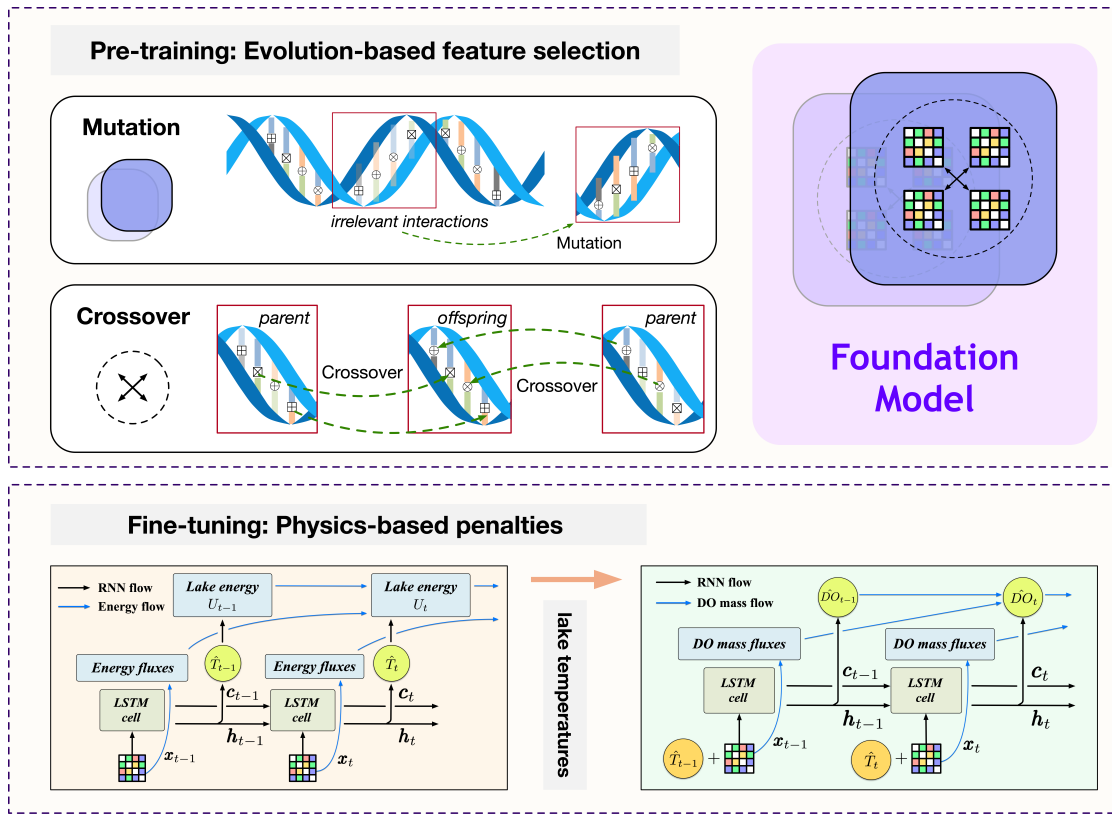 Pre-training: Evolution-based feature selection
Mutation
irrelevant interactions
Mutation
Crossover
parent
offspring
parent
Crossover
Crossover
Foundation
Model
Fine-tuning: Physics-based penalties
RNN flow
Energy flow
Lake energy
U_{t-1}
Lake energy
U_t
Energy fluxes
T̂_{t-1}
Energy fluxes
T̂_t
LSTM
cell
c_{t-1}
LSTM
cell
c_t
h_{t-1}
h_t
x_{t-1}
x_t
lake temperatures
RNN flow
DO mass flow
D̂O_{t-1}
D̂O_t
DO mass fluxes
DO mass fluxes
LSTM
cell
c_{t-1}
LSTM
cell
c_t
h_{t-1}
h_t
T̂_{t-1} +
x_{t-1}
T̂_t +
x_t